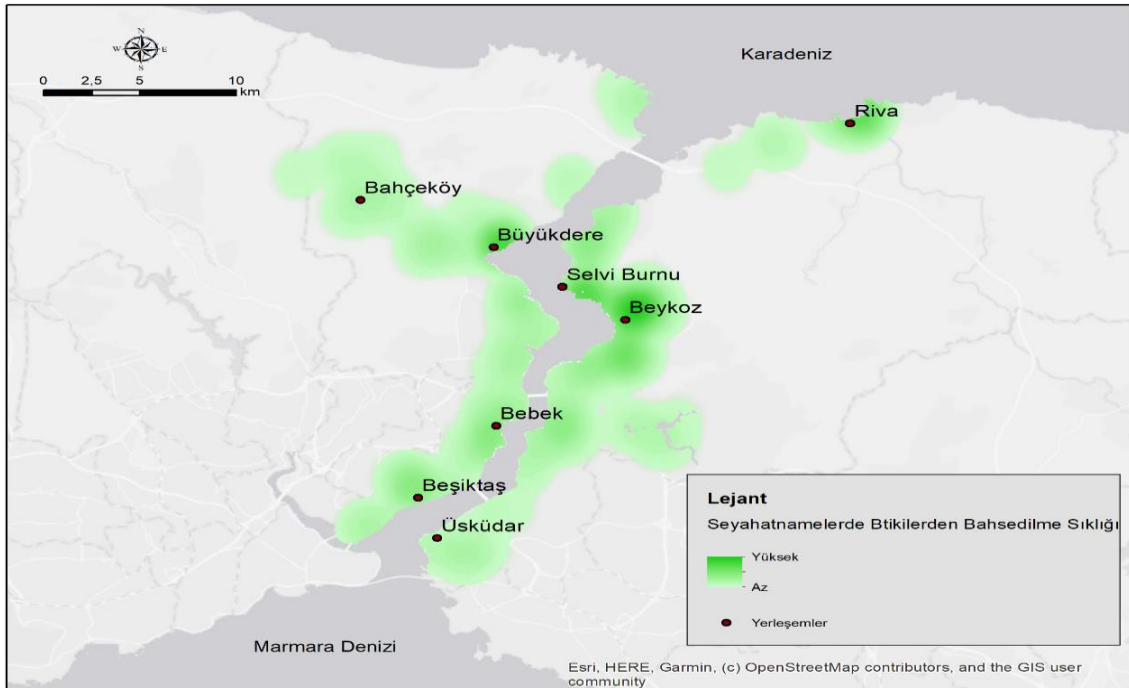 N
W E
S
0 2,5 5 10
km
Karadeniz
Riva
Bahçeköy
Büyükdere
Selvi Burnu
Beykoz
Bebek
Beşiktaş
Üsküdar
Marmara Denizi
Lejant
Seyahatnamelerde Btikilerden Bahsedilme Sıklığı
Yüksek
Az
Yerleşemler
Esri, HERE, Garmin, (c) OpenStreetMap contributors, and the GIS user
community